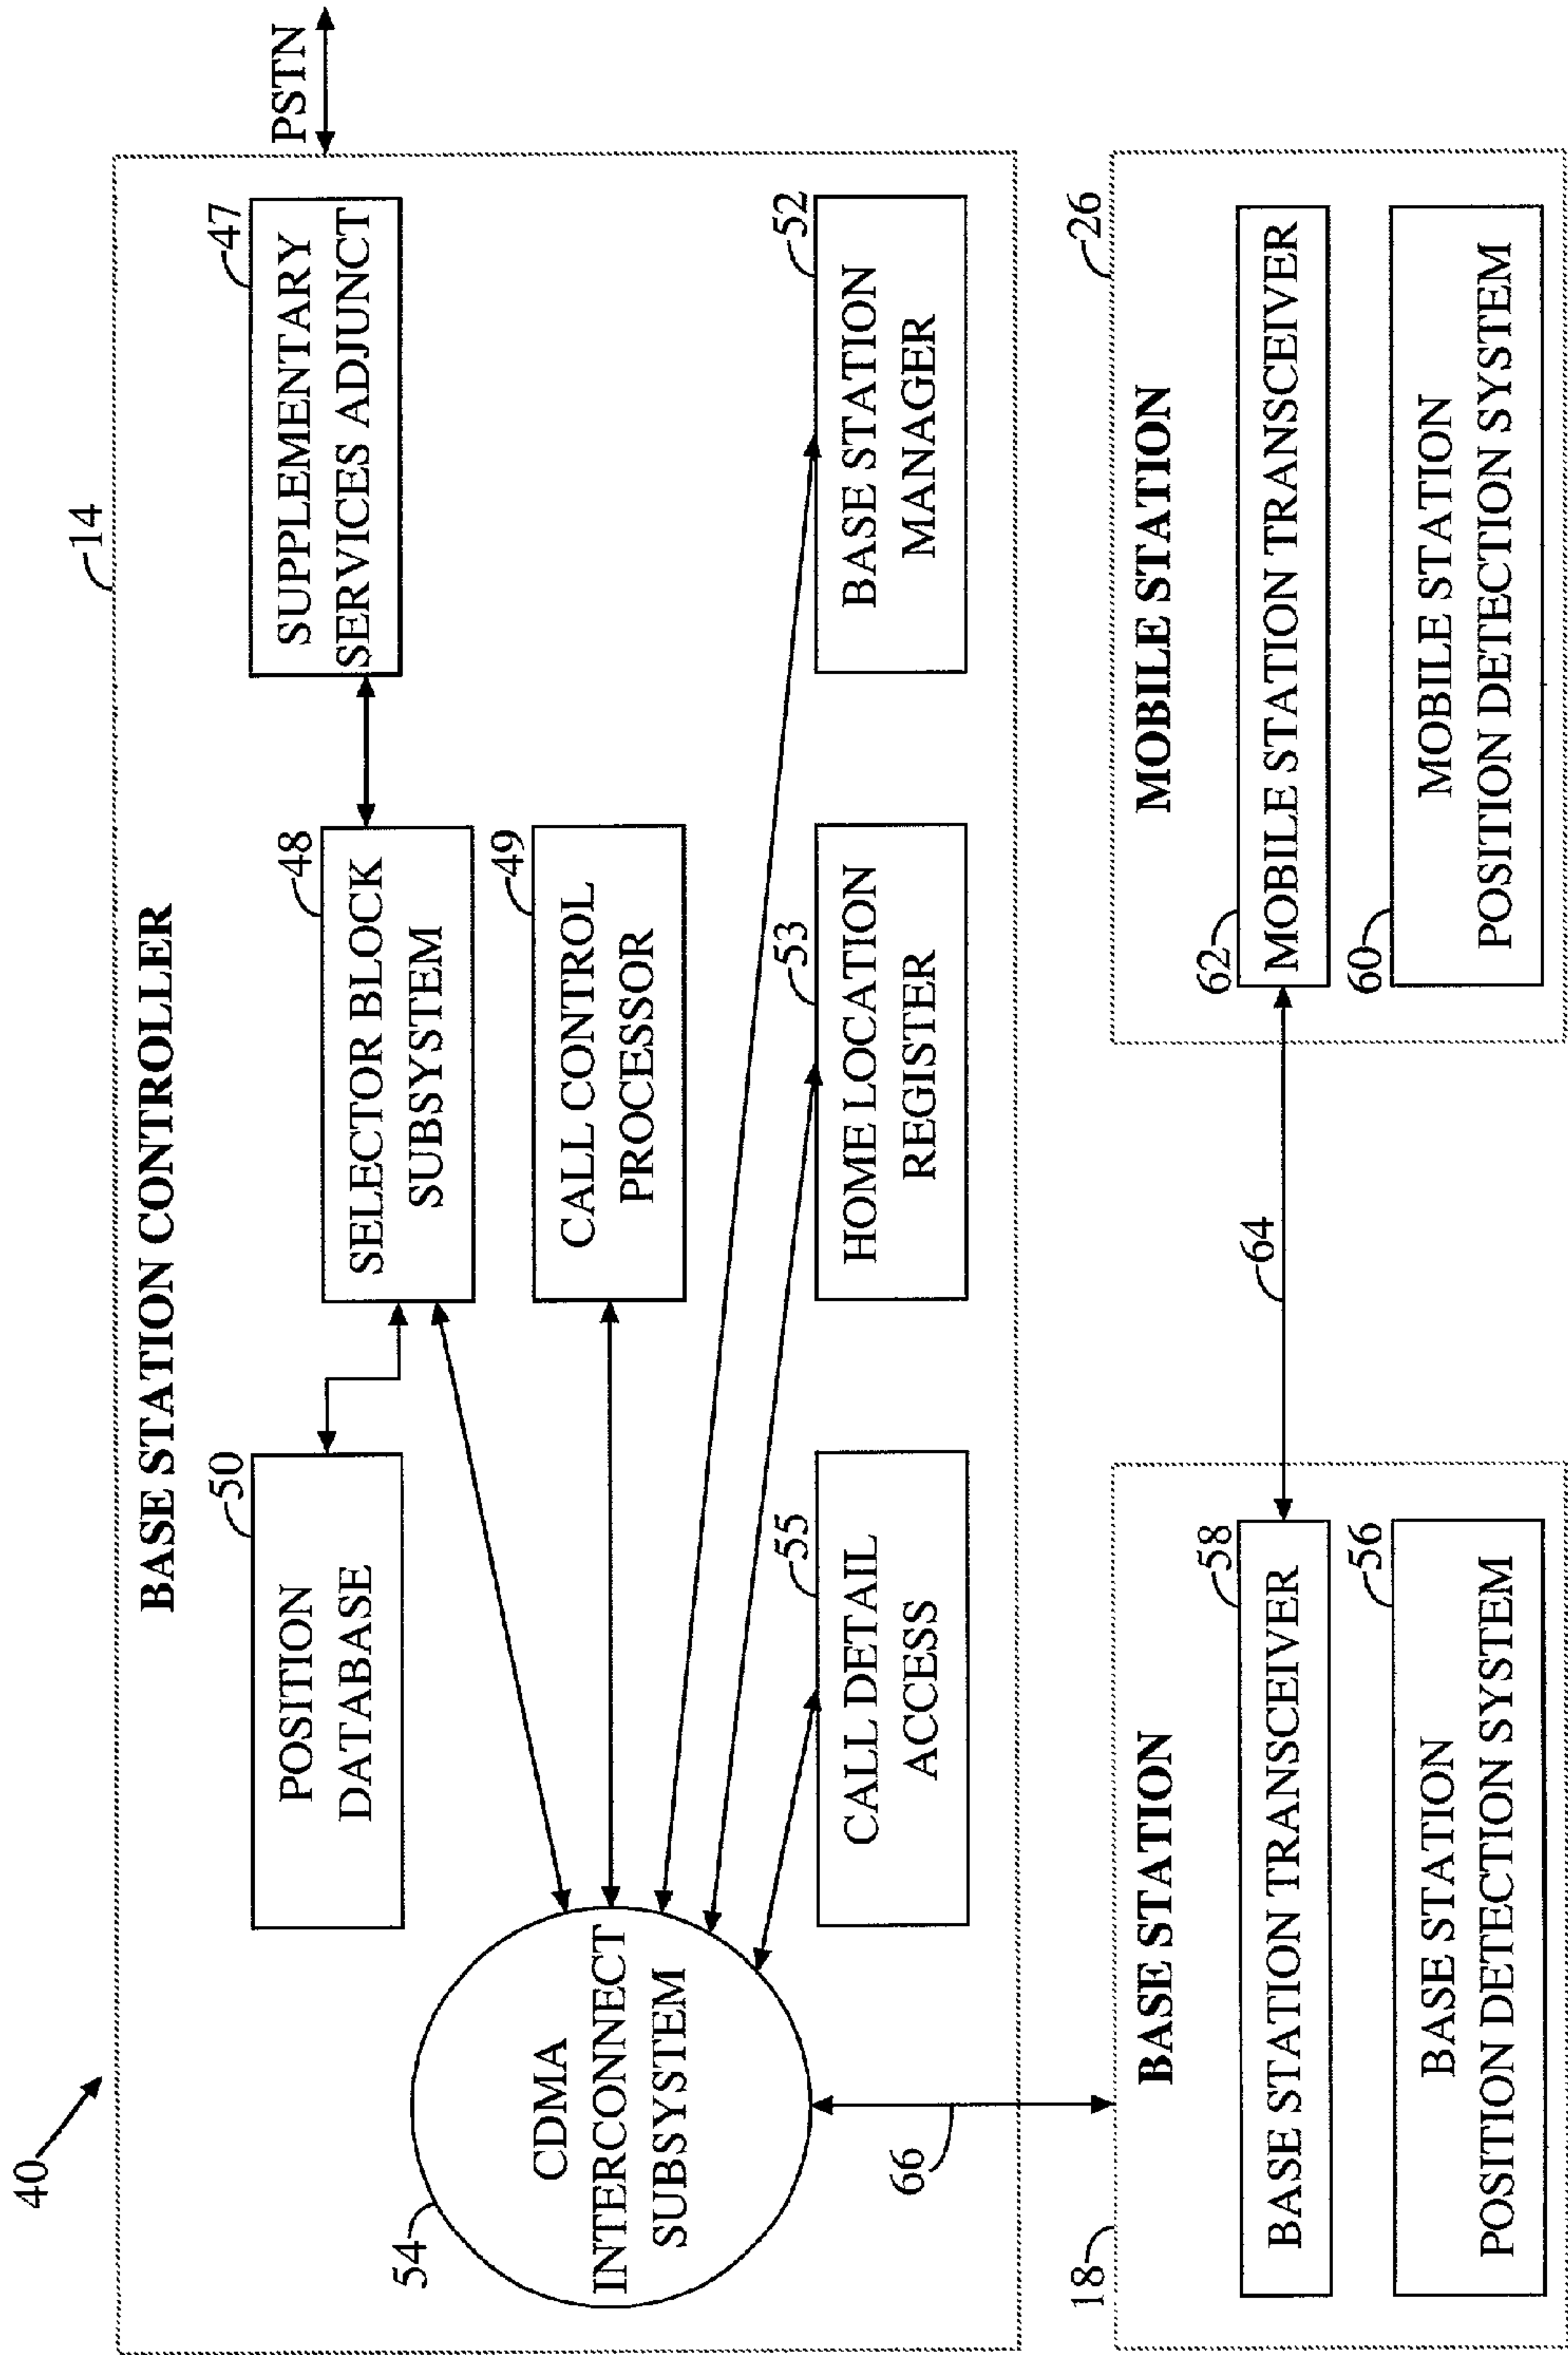 40
14
BASE STATION CONTROLLER
PSTN
50
POSITION
DATABASE
47
SUPPLEMENTARY
SERVICES ADJUNCT
48
SELECTOR BLOCK
SUBSYSTEM
49
CALL CONTROL
PROCESSOR
54
CDMA
INTERCONNECT
SUBSYSTEM
55
CALL DETAIL
ACCESS
53
HOME LOCATION
REGISTER
52
BASE STATION
MANAGER
66
18
BASE STATION
58
BASE STATION TRANSCEIVER
56
BASE STATION
POSITION DETECTION SYSTEM
64
26
MOBILE STATION
62
MOBILE STATION TRANSCEIVER
60
MOBILE STATION
POSITION DETECTION SYSTEM